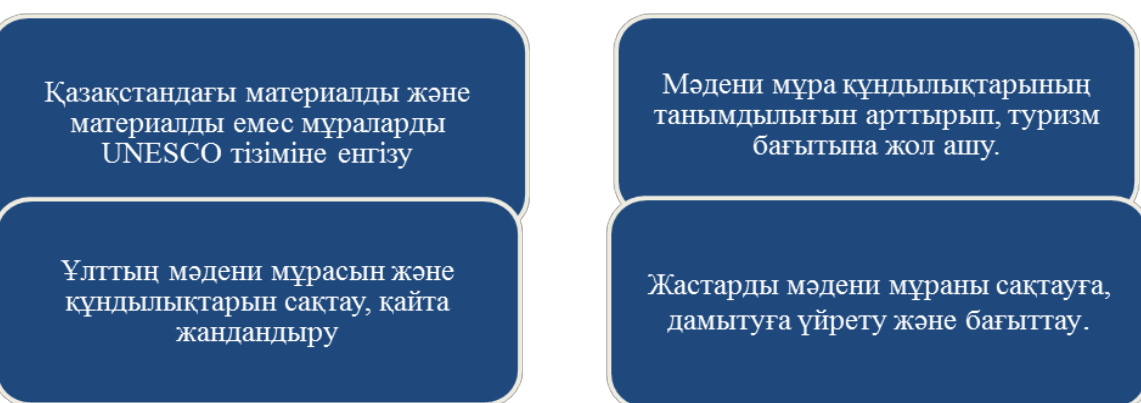 Қазақстандағы материалды және
материалды емес мұраларды
UNESCO тізіміне енгізу
Мәдени мұра құндылықтарының
танымдылығын арттырып, туризм
бағытына жол ашу.
Ұлттың мәдени мұрасын және
құндылықтарын сақтау, қайта
жандандыру
Жастарды мәдени мұраны сақтауға,
дамытуға үйрету және бағыттау.